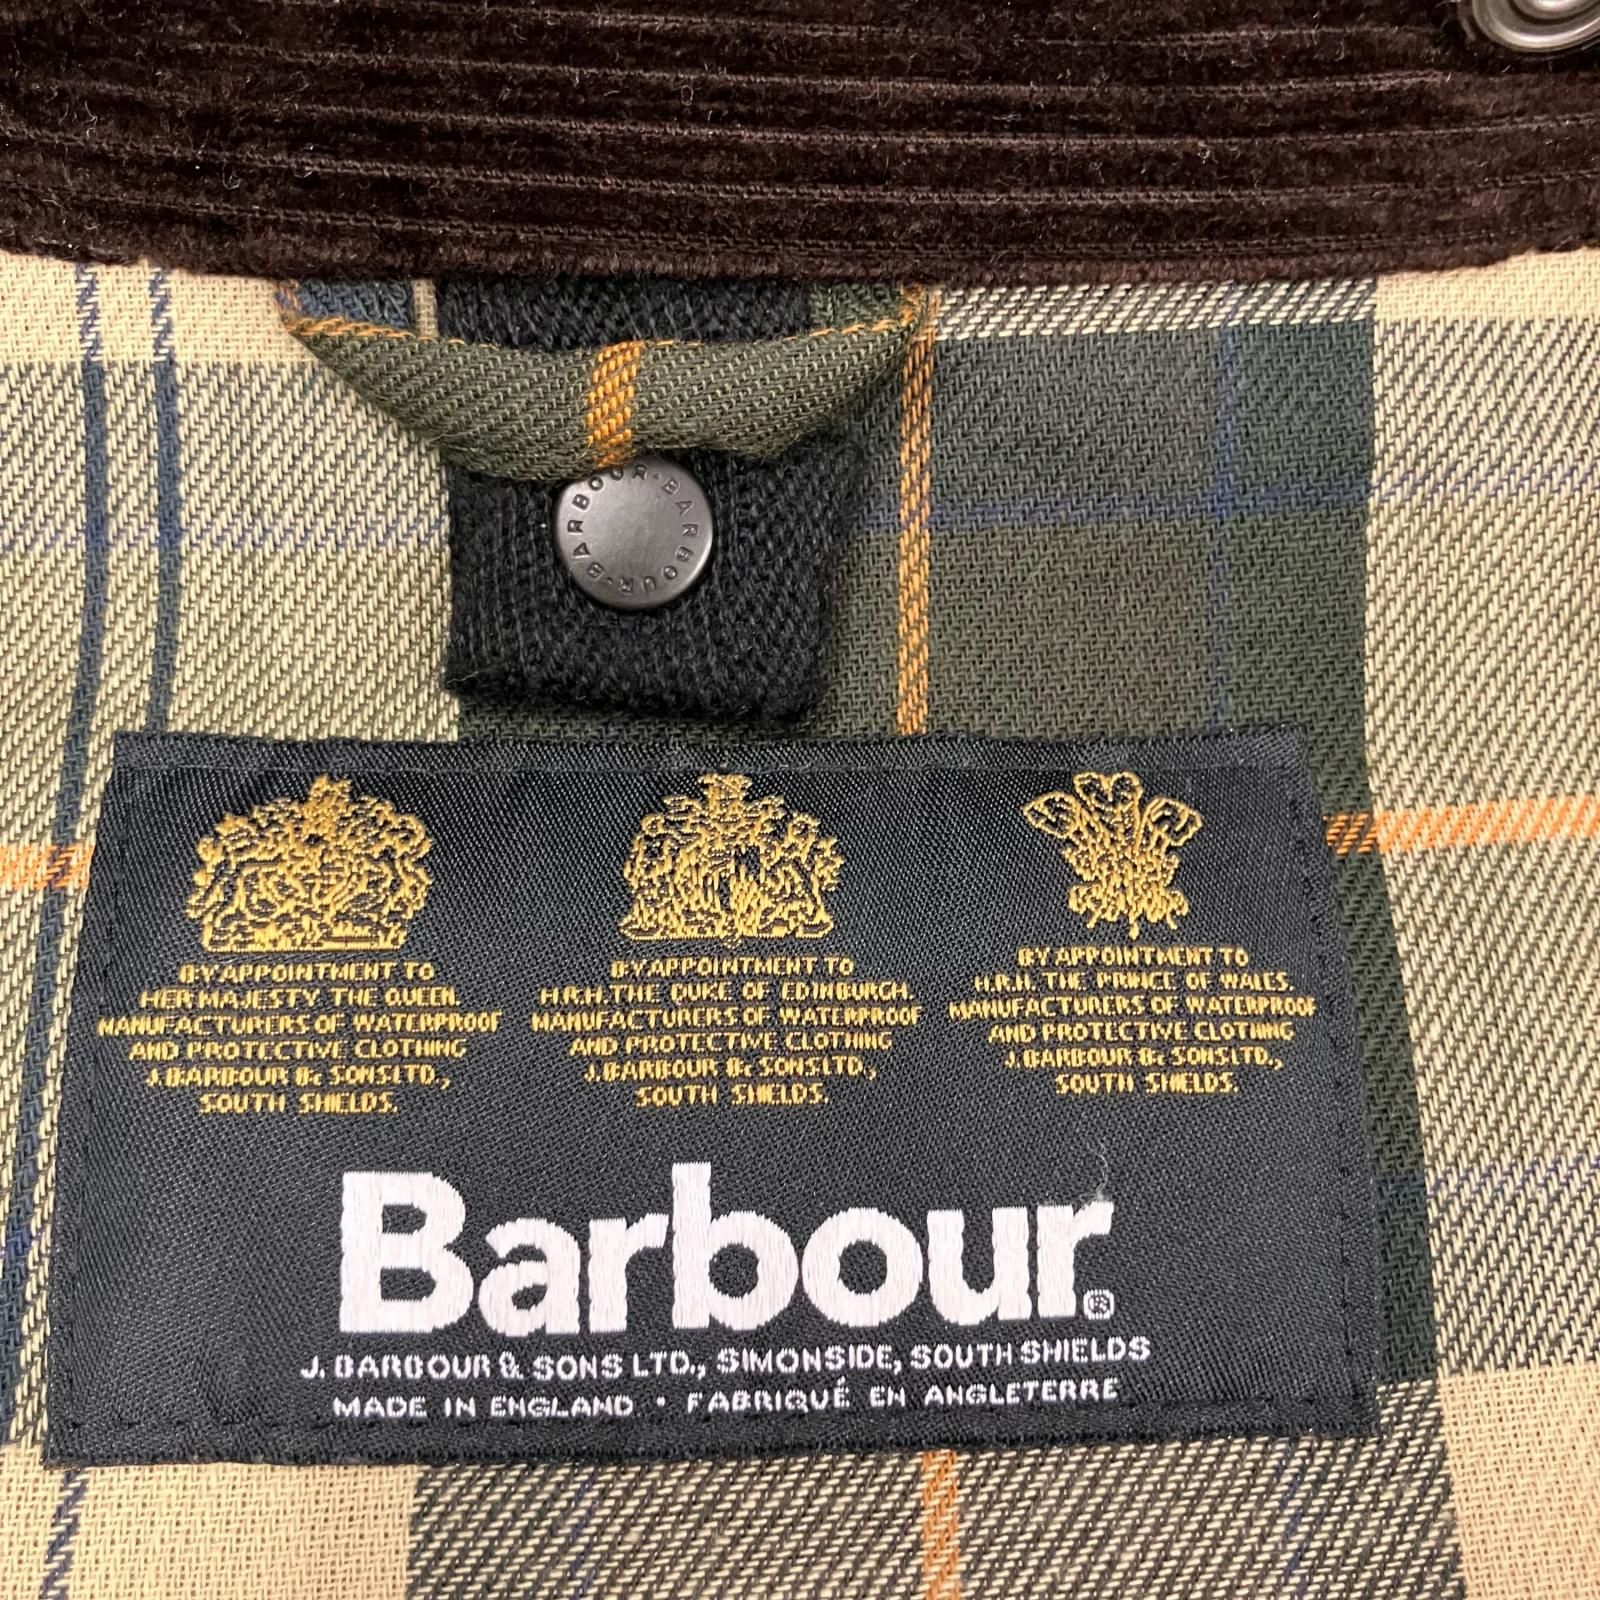 BARBOUR · BARBOUR · BARBOUR
BY APPOINTMENT TO
HER MAJESTY THE QUEEN.
MANUFACTURERS OF WATERPROOF
AND PROTECTIVE CLOTHING
J. BARBOUR & SONS LTD.,
SOUTH SHIELDS.
BY APPOINTMENT TO
H.R.H. THE DUKE OF EDINBURGH.
MANUFACTURERS OF WATERPROOF
AND PROTECTIVE CLOTHING
J. BARBOUR & SONS LTD.,
SOUTH SHIELDS.
BY APPOINTMENT TO
H.R.H. THE PRINCE OF WALES.
MANUFACTURERS OF WATERPROOF
AND PROTECTIVE CLOTHING
J. BARBOUR & SONS LTD.,
SOUTH SHIELDS.
Barbour®
J. BARBOUR & SONS LTD., SIMONSIDE, SOUTH SHIELDS
MADE IN ENGLAND · FABRIQUÉ EN ANGLETERRE